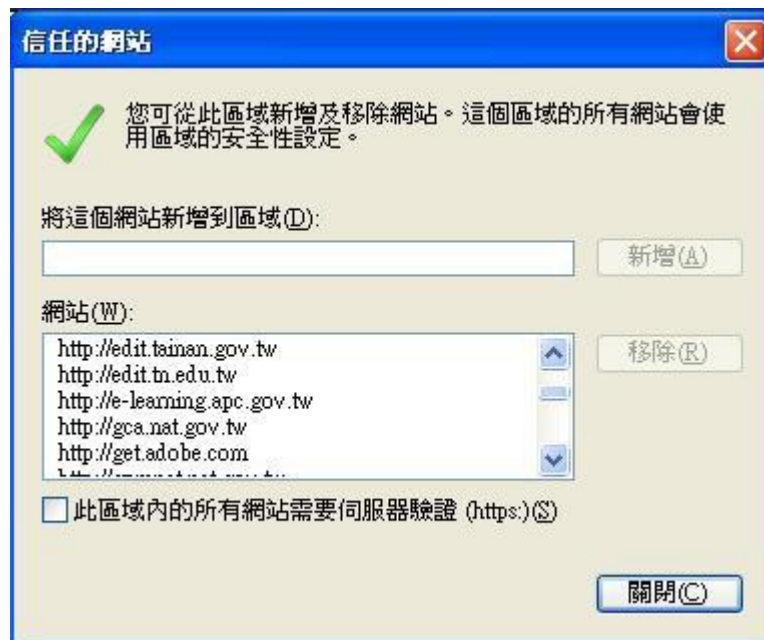 信任的網站
您可從此區域新增及移除網站。這個區域的所有網站會使
用區域的安全性設定。
將這個網站新增到區域(D):
新增(A)
網站(W):
http://edit.tainan.gov.tw
移除(R)
http://edit.tn.edu.tw
http://e-learning.apc.gov.tw
http://gca.nat.gov.tw
http://get.adobe.com
此區域內的所有網站需要伺服器驗證 (https:)(S)
關閉(C)